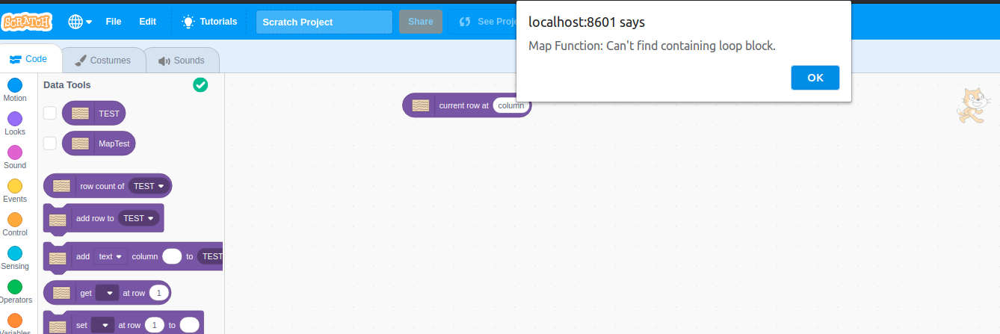 SCRATCH
File
Edit
Tutorials
Scratch Project
Share
See Proje
localhost:8601 says
Map Function: Can't find containing loop block.
OK
Code
Costumes
Sounds
Motion
Looks
Sound
Events
Control
Sensing
Operators
Variables
Data Tools
TEST
MapTest
row count of TEST
add row to TEST
add text column to TEST
get at row 1
set at row 1 to
current row at column